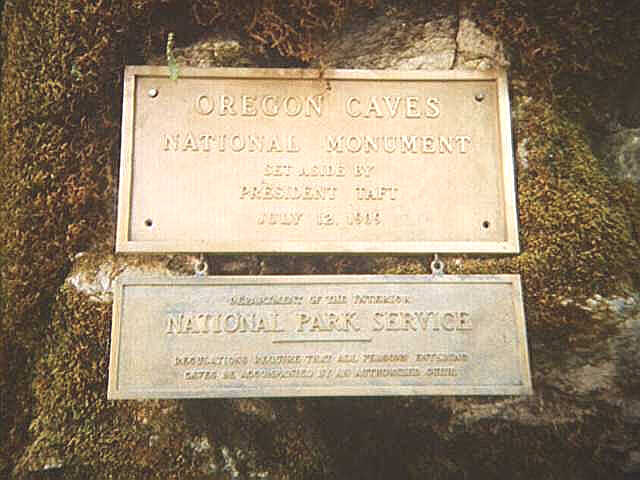 OREGON CAVES
NATIONAL MONUMENT
SET ASIDE BY
PRESIDENT TAFT
JULY 12, 1909
DEPARTMENT OF THE INTERIOR
NATIONAL PARK SERVICE
REGULATIONS REQUIRE THAT ALL PERSONS ENTERING
CAVES BE ACCOMPANIED BY AN AUTHORIZED GUIDE.